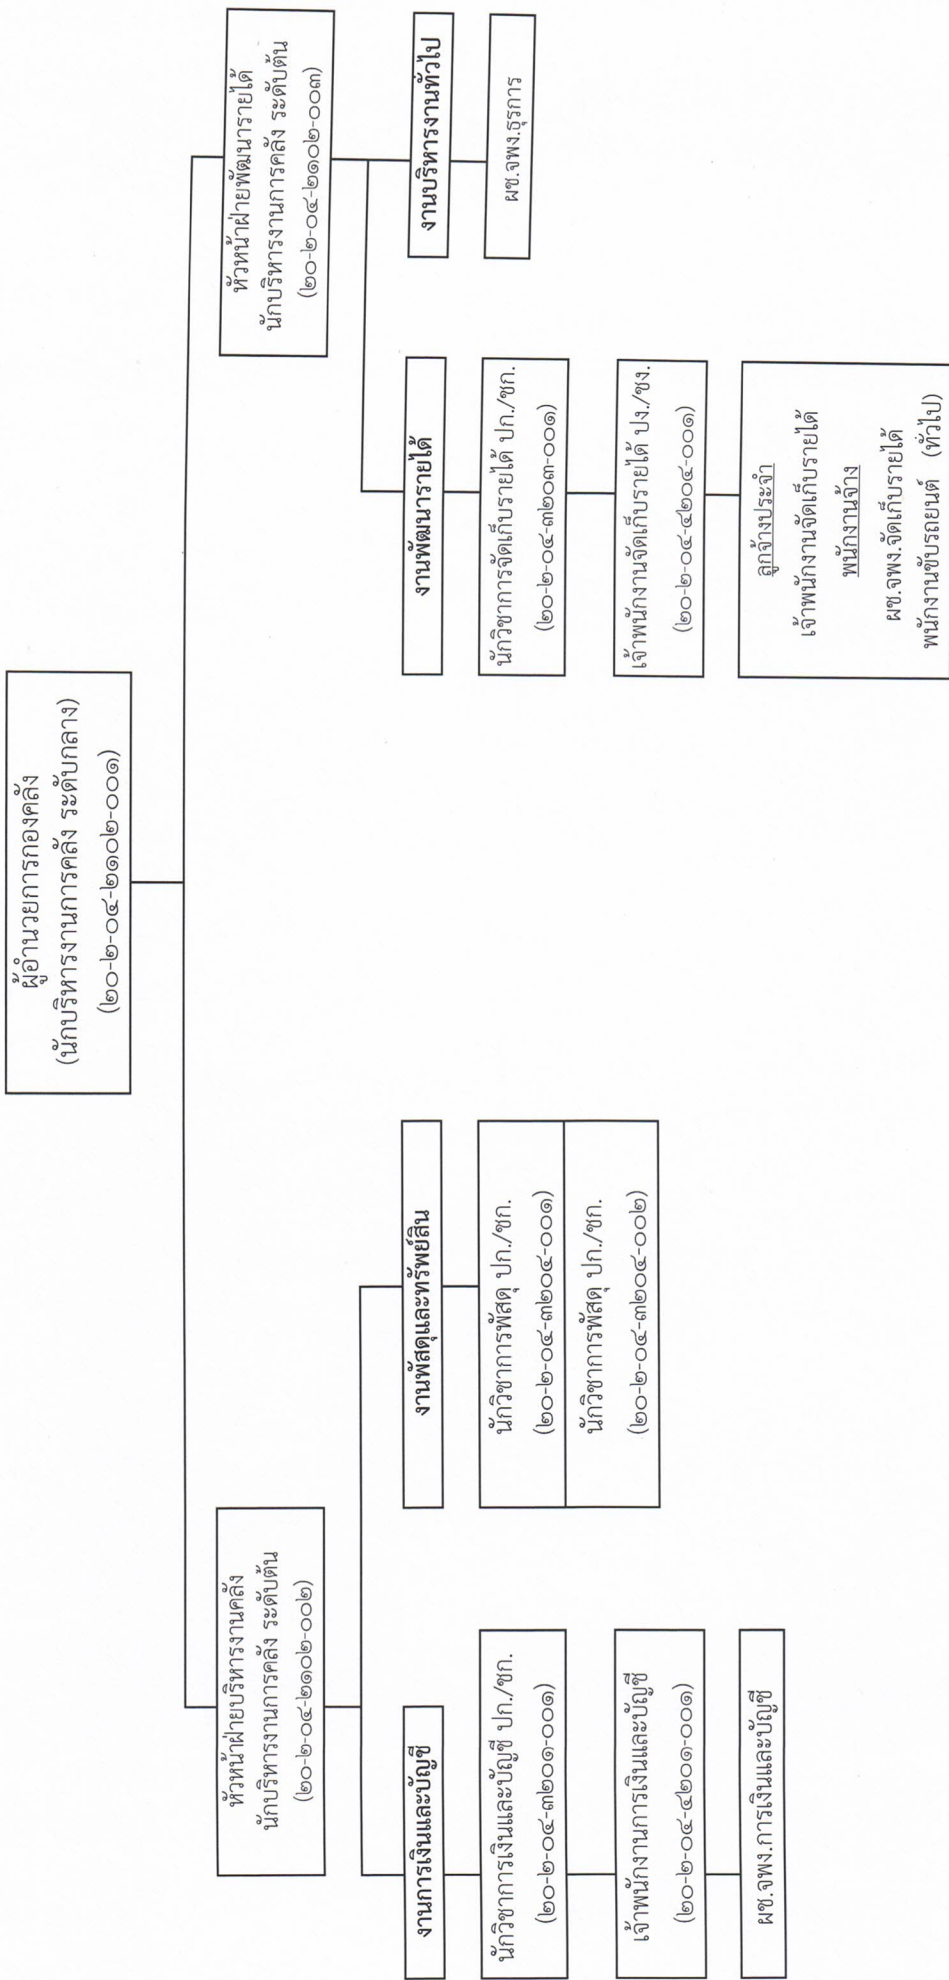 ผู้อำนวยการกองคลัง
(นักบริหารงานการคลัง ระดับกลาง)
(๒๐-๒-๐๔-๒๑๐๒-๐๐๑)
หัวหน้าฝ่ายบริหารงานคลัง
นักบริหารงานการคลัง ระดับต้น
(๒๐-๒-๐๔-๒๑๐๒-๐๐๒)
งานการเงินและบัญชี
นักวิชาการเงินและบัญชี ปก./ชก.
(๒๐-๒-๐๔-๓๒๐๑-๐๐๑)
เจ้าพนักงานการเงินและบัญชี
(๒๐-๒-๐๔-๔๒๐๑-๐๐๑)
ผช.จพง.การเงินและบัญชี
งานพัสดุและทรัพย์สิน
นักวิชาการพัสดุ ปก./ชก.
(๒๐-๒-๐๔-๓๒๐๔-๐๐๑)
นักวิชาการพัสดุ ปก./ชก.
(๒๐-๒-๐๔-๓๒๐๔-๐๐๒)
หัวหน้าฝ่ายพัฒนารายได้
นักบริหารงานการคลัง ระดับต้น
(๒๐-๒-๐๔-๒๑๐๒-๐๐๓)
งานพัฒนารายได้
นักวิชาการจัดเก็บรายได้ ปก./ชก.
(๒๐-๒-๐๔-๓๒๐๓-๐๐๑)
เจ้าพนักงานจัดเก็บรายได้ ปง./ชง.
(๒๐-๒-๐๔-๔๒๐๔-๐๐๑)
ลูกจ้างประจำ
เจ้าพนักงานจัดเก็บรายได้
พนักงานจ้าง
ผช.จพง.จัดเก็บรายได้
พนักงานขับรถยนต์ (ทั่วไป)
งานบริหารงานทั่วไป
ผช.จพง.ธุรการ